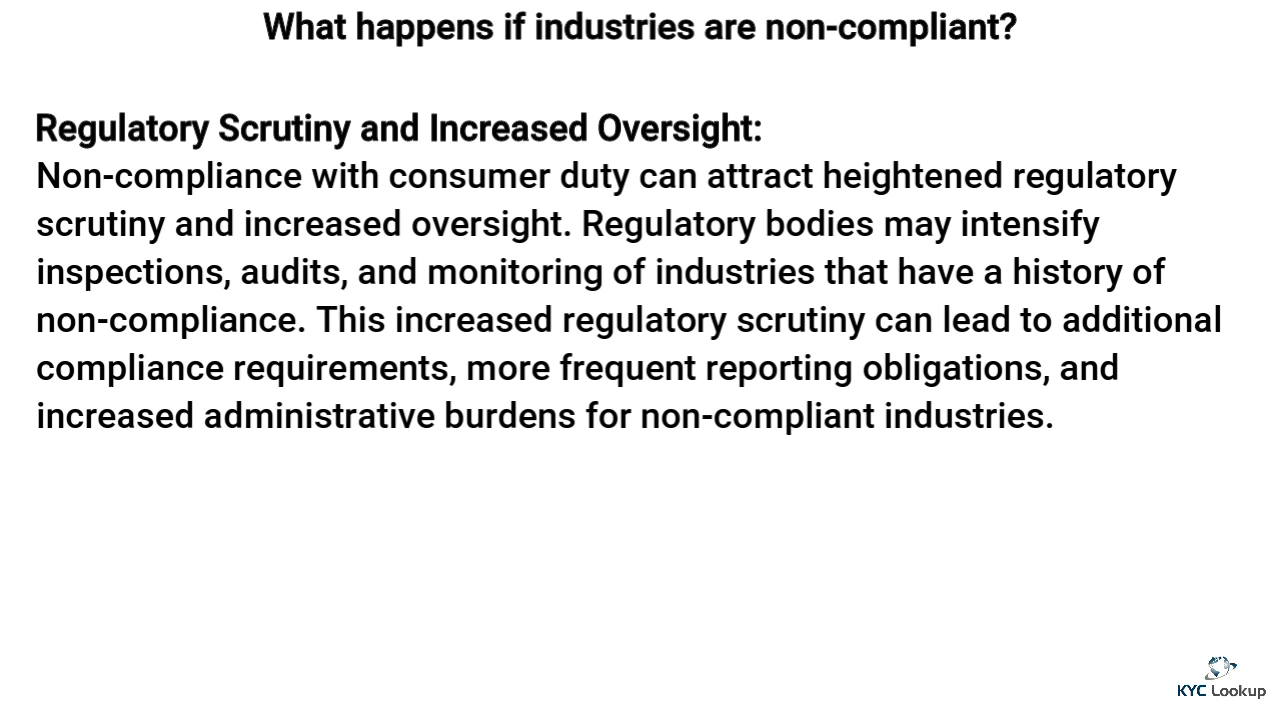 What happens if industries are non-compliant?
Regulatory Scrutiny and Increased Oversight:
Non-compliance with consumer duty can attract heightened regulatory
scrutiny and increased oversight. Regulatory bodies may intensify
inspections, audits, and monitoring of industries that have a history of
non-compliance. This increased regulatory scrutiny can lead to additional
compliance requirements, more frequent reporting obligations, and
increased administrative burdens for non-compliant industries.
KYC Lookup